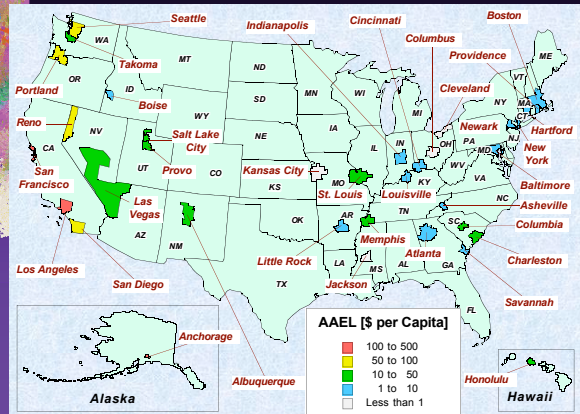 Seattle
Indianapolis
Cincinnati
Boston
Columbus
Providence
WA
MT
ND
ME
VT
Takoma
OR
MN
WI
MI
NY
MA
Cleveland
Portland
ID
SD
CT
Boise
WY
IA
Newark
Hartford
Reno
NV
NE
IL
IN
OH
PA
NJ
Salt Lake
City
MD
New
York
CA
UT
CO
Kansas City
WV
San
Francisco
Provo
KS
MO
KY
VA
Baltimore
St. Louis
Louisville
Las
Vegas
NC
Asheville
TN
OK
AR
SC
Columbia
AZ
NM
Memphis
Atlanta
Little Rock
Charleston
Los Angeles
LA
MS
AL
GA
San Diego
Jackson
TX
Savannah
FL
Anchorage
Albuquerque
Alaska
AAEL [$ per Capita]
100 to 500
50 to 100
10 to 50
1 to 10
Less than 1
Honolulu
Hawaii